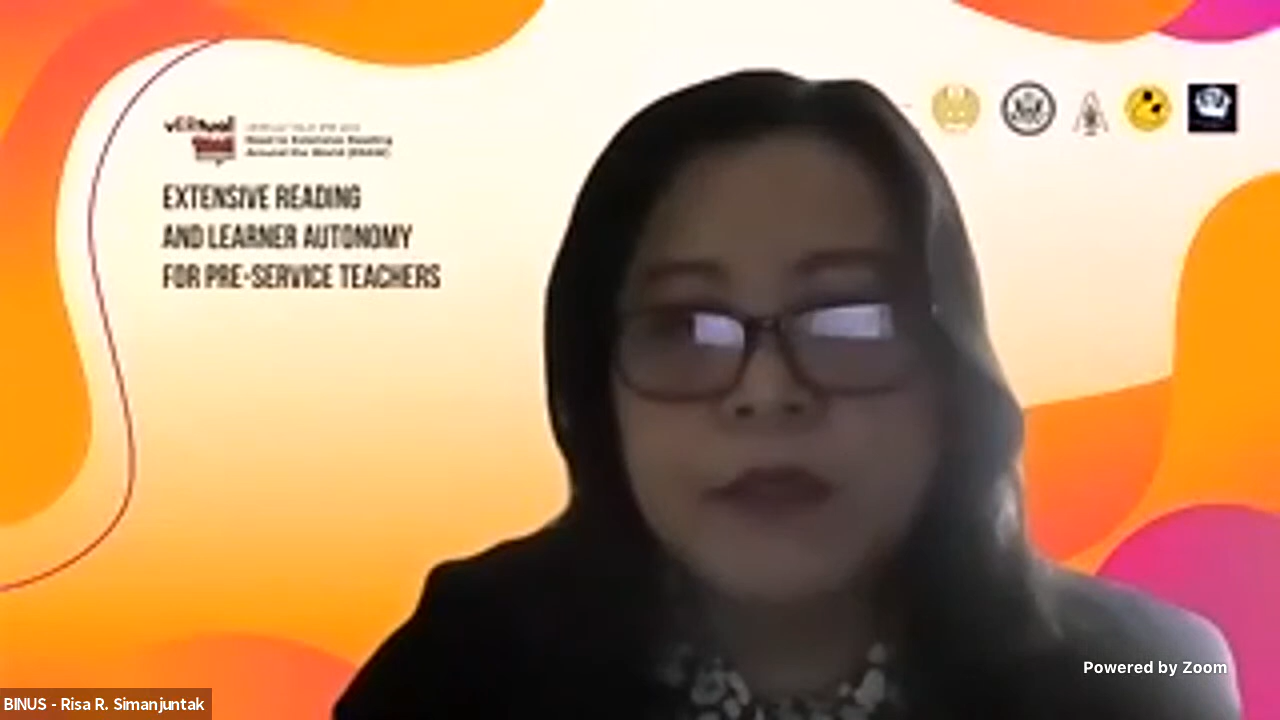 Read to Extensive Reading
Around the World (ERAW)
EXTENSIVE READING
AND LEARNER AUTONOMY
FOR PRE-SERVICE TEACHERS
Powered by Zoom
BINUS - Risa R. Simanjuntak